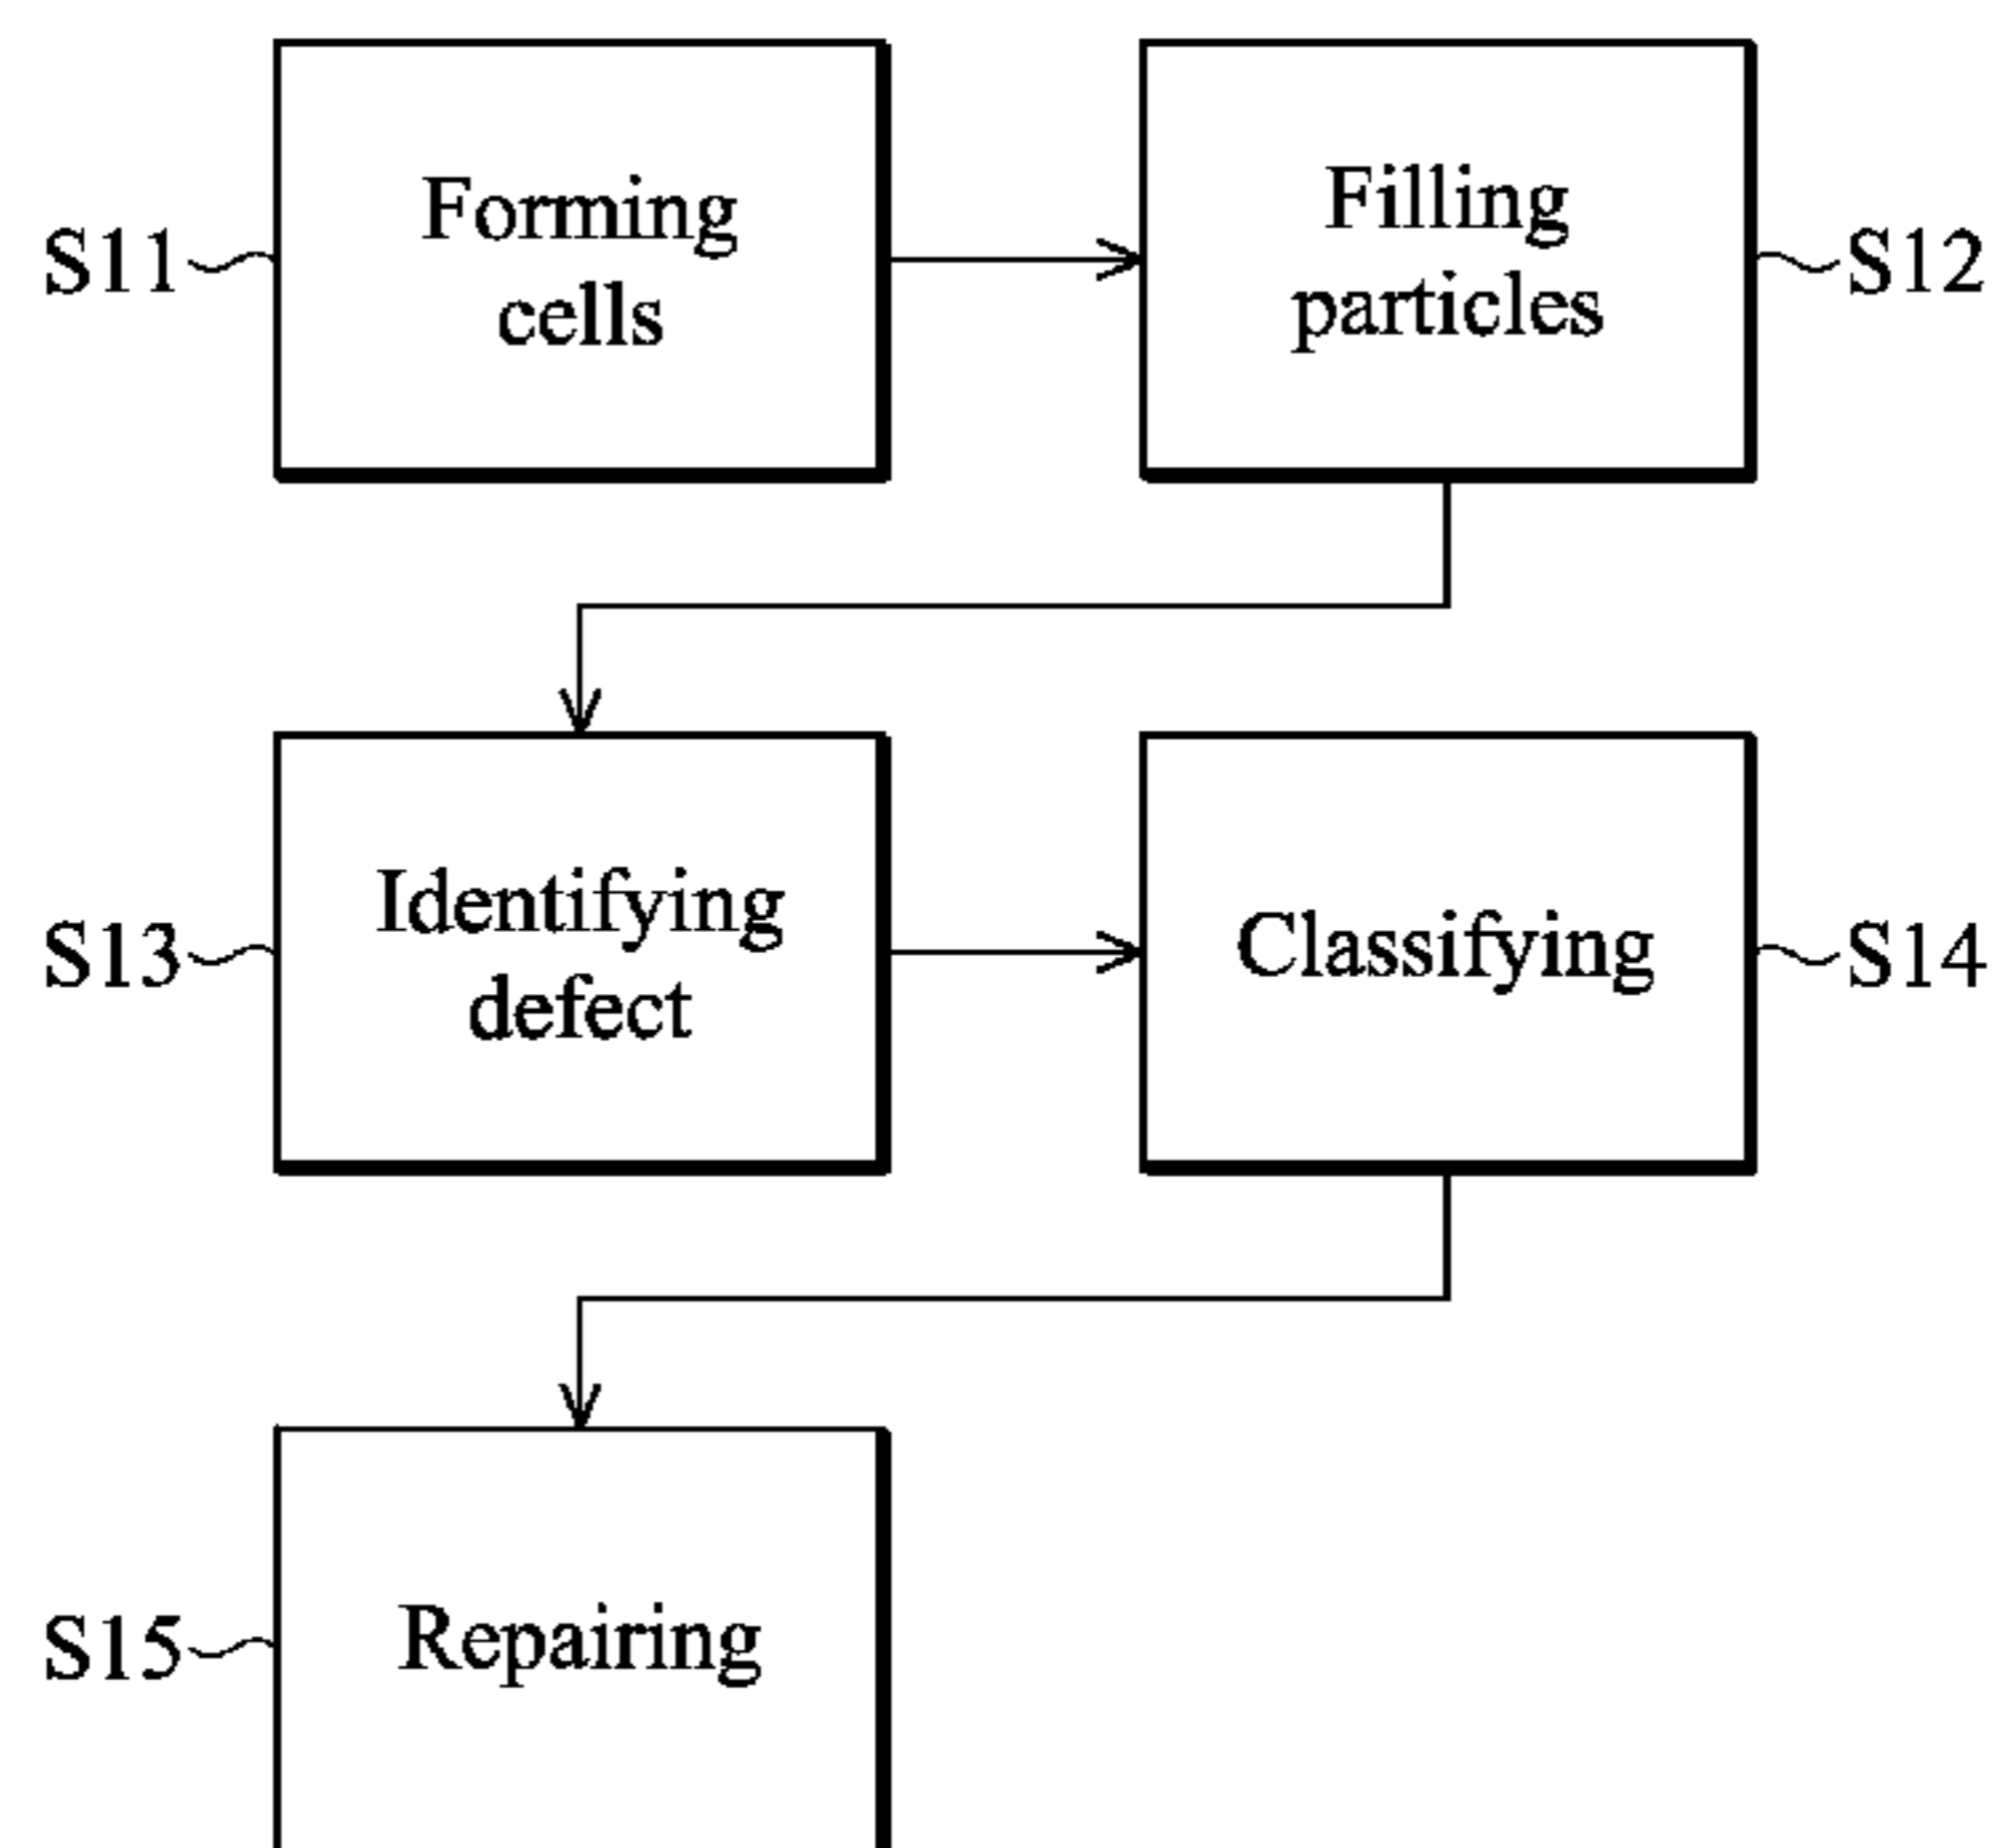 S11
Forming
cells
Filling
particles
S12
S13
Identifying
defect
Classifying
S14
S15
Repairing